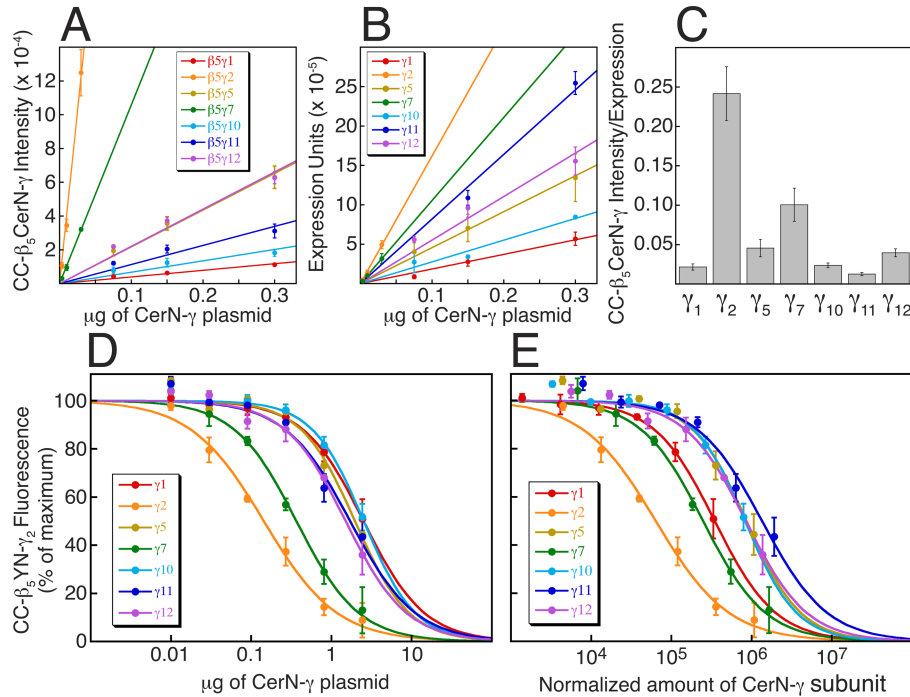 A
CC-β5CerN-γ Intensity (x 10-4)
12
10
8
6
4
2
β5γ1
β5γ2
β5γ5
β5γ7
β5γ10
β5γ11
β5γ12
0 0.1 0.2 0.3
μg of CerN-γ plasmid
B
Expression Units (x 10-5)
25
20
15
10
5
γ1
γ2
γ5
γ7
γ10
γ11
γ12
0 0.1 0.2 0.3
μg of CerN-γ plasmid
C
CC-β5CerN-γ Intensity/Expression
0.25
0.20
0.15
0.10
0.05
γ1 γ2 γ5 γ7 γ10 γ11 γ12
D
CC-β5YN-γ2 Fluorescence
(% of maximum)
100
80
60
40
20
0
γ1
γ2
γ5
γ7
γ10
γ11
γ12
0.01 0.1 1 10
μg of CerN-γ plasmid
E
γ1
γ2
γ5
γ7
γ10
γ11
γ12
104 105 106 107
Normalized amount of CerN-γ subunit